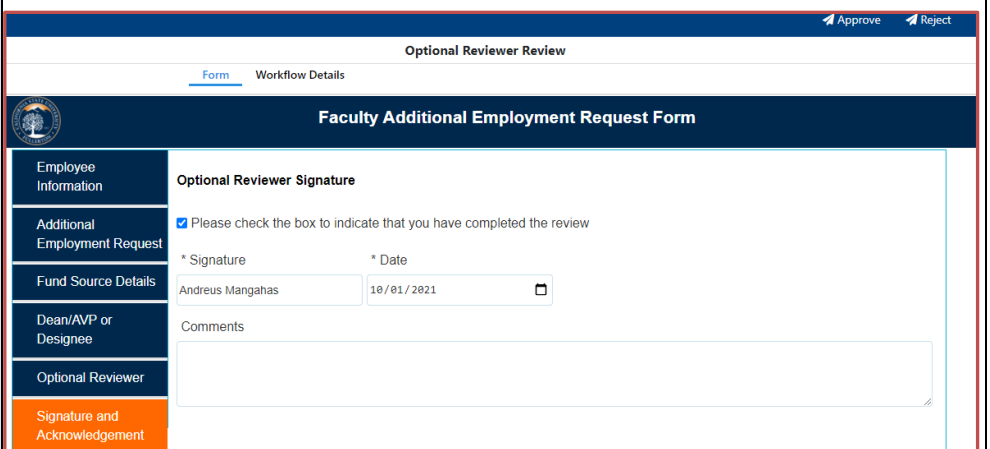 Approve Reject
Optional Reviewer Review
Form Workflow Details
Faculty Additional Employment Request Form
Employee
Information
Additional
Employment Request
Fund Source Details
Dean/AVP or
Designee
Optional Reviewer
Signature and
Acknowledgement
Optional Reviewer Signature
Please check the box to indicate that you have completed the review
* Signature * Date
Andreus Mangahas 10/01/2021
Comments